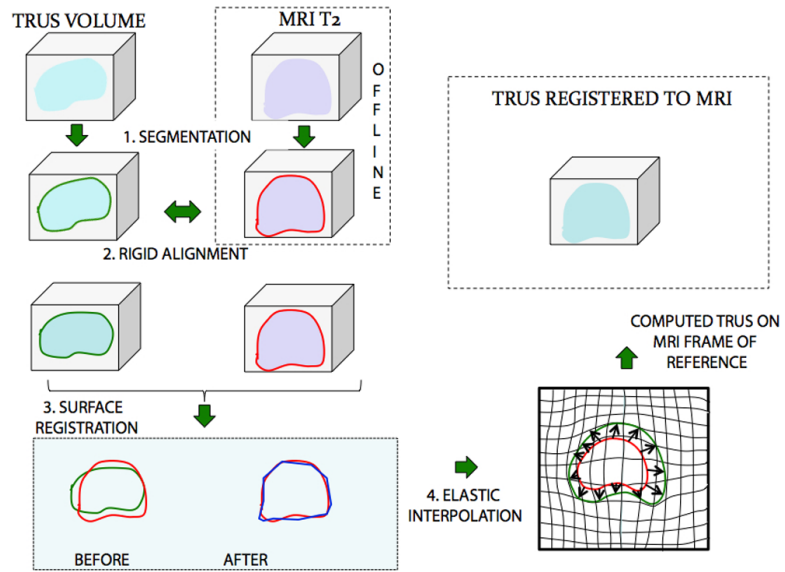 TRUS VOLUME
MRI T2
OFFLINE
1. SEGMENTATION
2. RIGID ALIGNMENT
3. SURFACE
REGISTRATION
BEFORE
AFTER
4. ELASTIC
INTERPOLATION
COMPUTED TRUS ON
MRI FRAME OF
REFERENCE
TRUS REGISTERED TO MRI